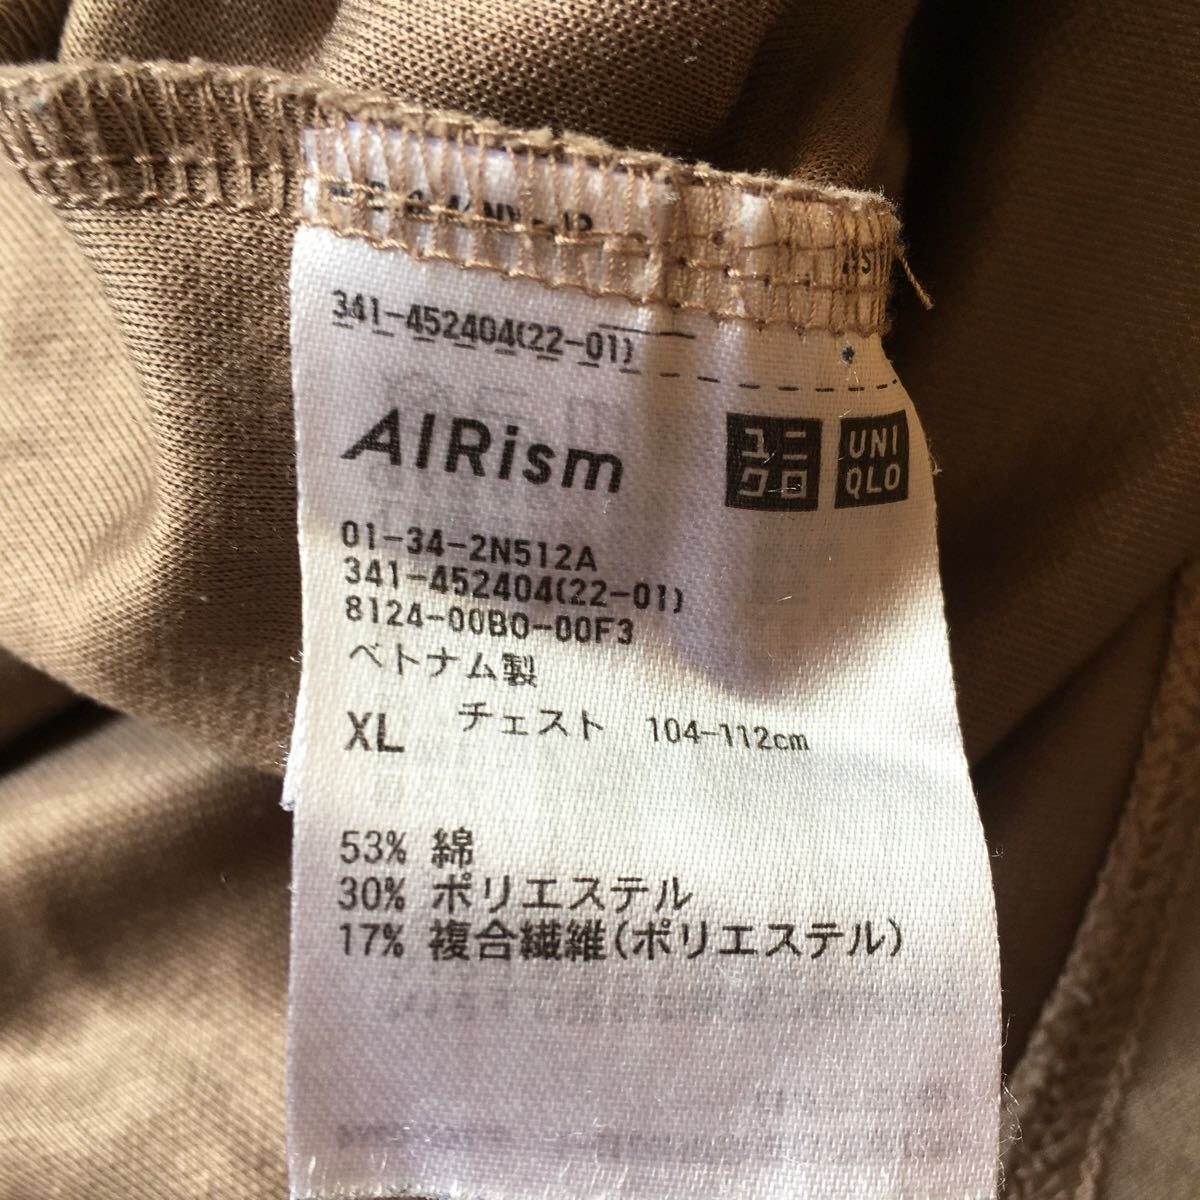 341-452404(22-01)
AIRism
ユニ
クロ
UNI
QLO
01-34-2N512A
341-452404(22-01)
8124-00B0-00F3
ベトナム製
XL チェスト 104-112cm
53% 綿
30% ポリエステル
17% 複合繊維(ポリエステル)